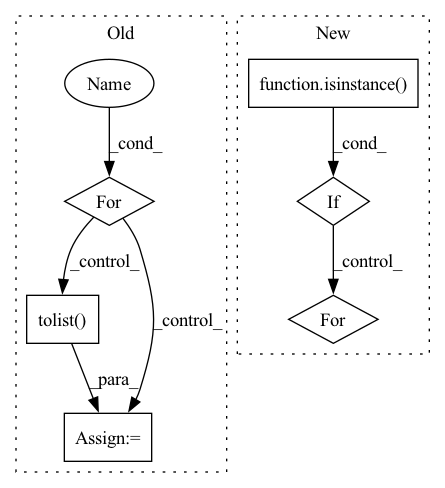 Old
New
Name
function.isinstance()
_cond_
_cond_
For
If
_control_
_control_
_control_
tolist()
For
_para_
Assign:=